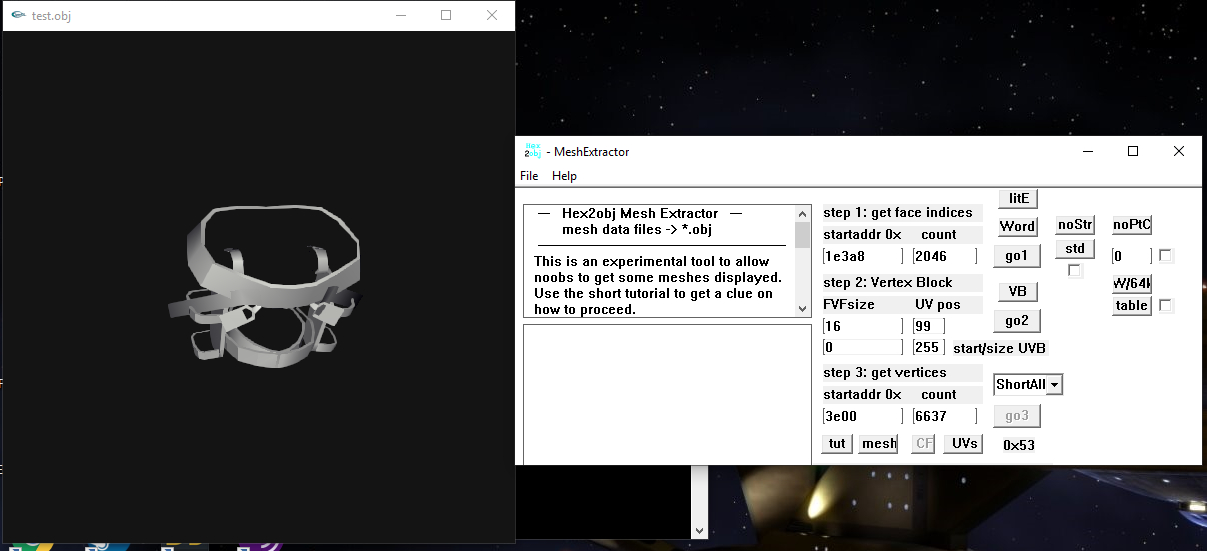 test.obj
Hex
2obj - MeshExtractor
File Help
— Hex2obj Mesh Extractor —
mesh data files -> *.obj
This is an experimental tool to allow
noobs to get some meshes displayed.
Use the short tutorial to get a clue on
how to proceed.
step 1: get face indices
startaddr 0x count
1e3a8 2046
step 2: Vertex Block
FVFsize UV pos
16 99
0 255 start/size UVB
step 3: get vertices
startaddr 0x count
3e00 6637
tut mesh CF UVs
litE
Word
go1
VB
go2
ShortAll
go3
0x53
noStr
std
noPtC
0
table